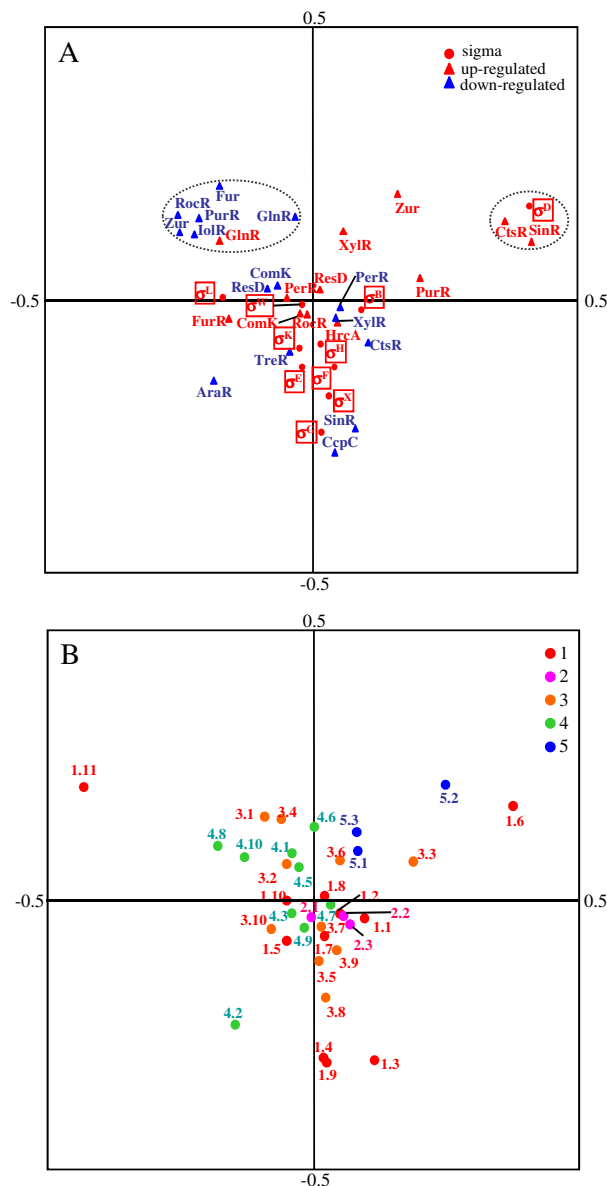 0.5
A
sigma
up-regulated
down-regulated
Fur
RocR
PurR
Zur
IolR
GlnR
GlnR
Zur
σD
CtsR
SinR
XylR
ComK
ResD
PerR
ResD
PerR
PurR
-0.5
0.5
σL
σW
σB
FurR
ComK
RocR
XylR
HrcA
σK
σH
CtsR
TreR
σE
σF
AraR
σX
SinR
σG
CcpC
-0.5
0.5
B
1
2
3
4
5
1.11
5.2
1.6
3.1
3.4
4.6
5.3
4.8
4.10
4.1
3.6
5.1
3.3
3.2
4.5
1.8
1.2
-0.5
0.5
1.10
2.1
4.3
4.7
2.2
1.1
3.10
3.7
2.3
1.5
4.9
1.7
3.9
3.5
3.8
4.2
1.4
1.3
1.9
-0.5